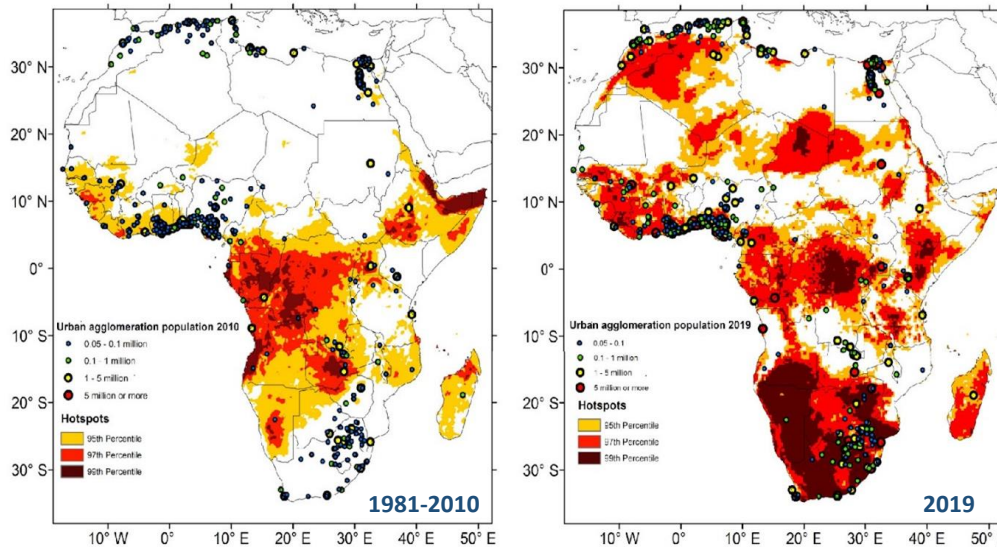 30° N
20° N
10° N
0°
10° S
20° S
30° S
Urban agglomeration population 2010
0.05 - 0.1 million
0.1 - 1 million
1 - 5 million
5 million or more
Hotspots
95th Percentile
97th Percentile
99th Percentile
1981-2010
10° W
0°
10° E
20° E
30° E
40° E
50° E
30° N
20° N
10° N
0°
10° S
20° S
30° S
Urban agglomeration population 2019
0.05 - 0.1
0.1 - 1 million
1 - 5 million
5 million or more
Hotspots
95th Percentile
97th Percentile
99th Percentile
2019
10° W
0°
10° E
20° E
30° E
40° E
50° E